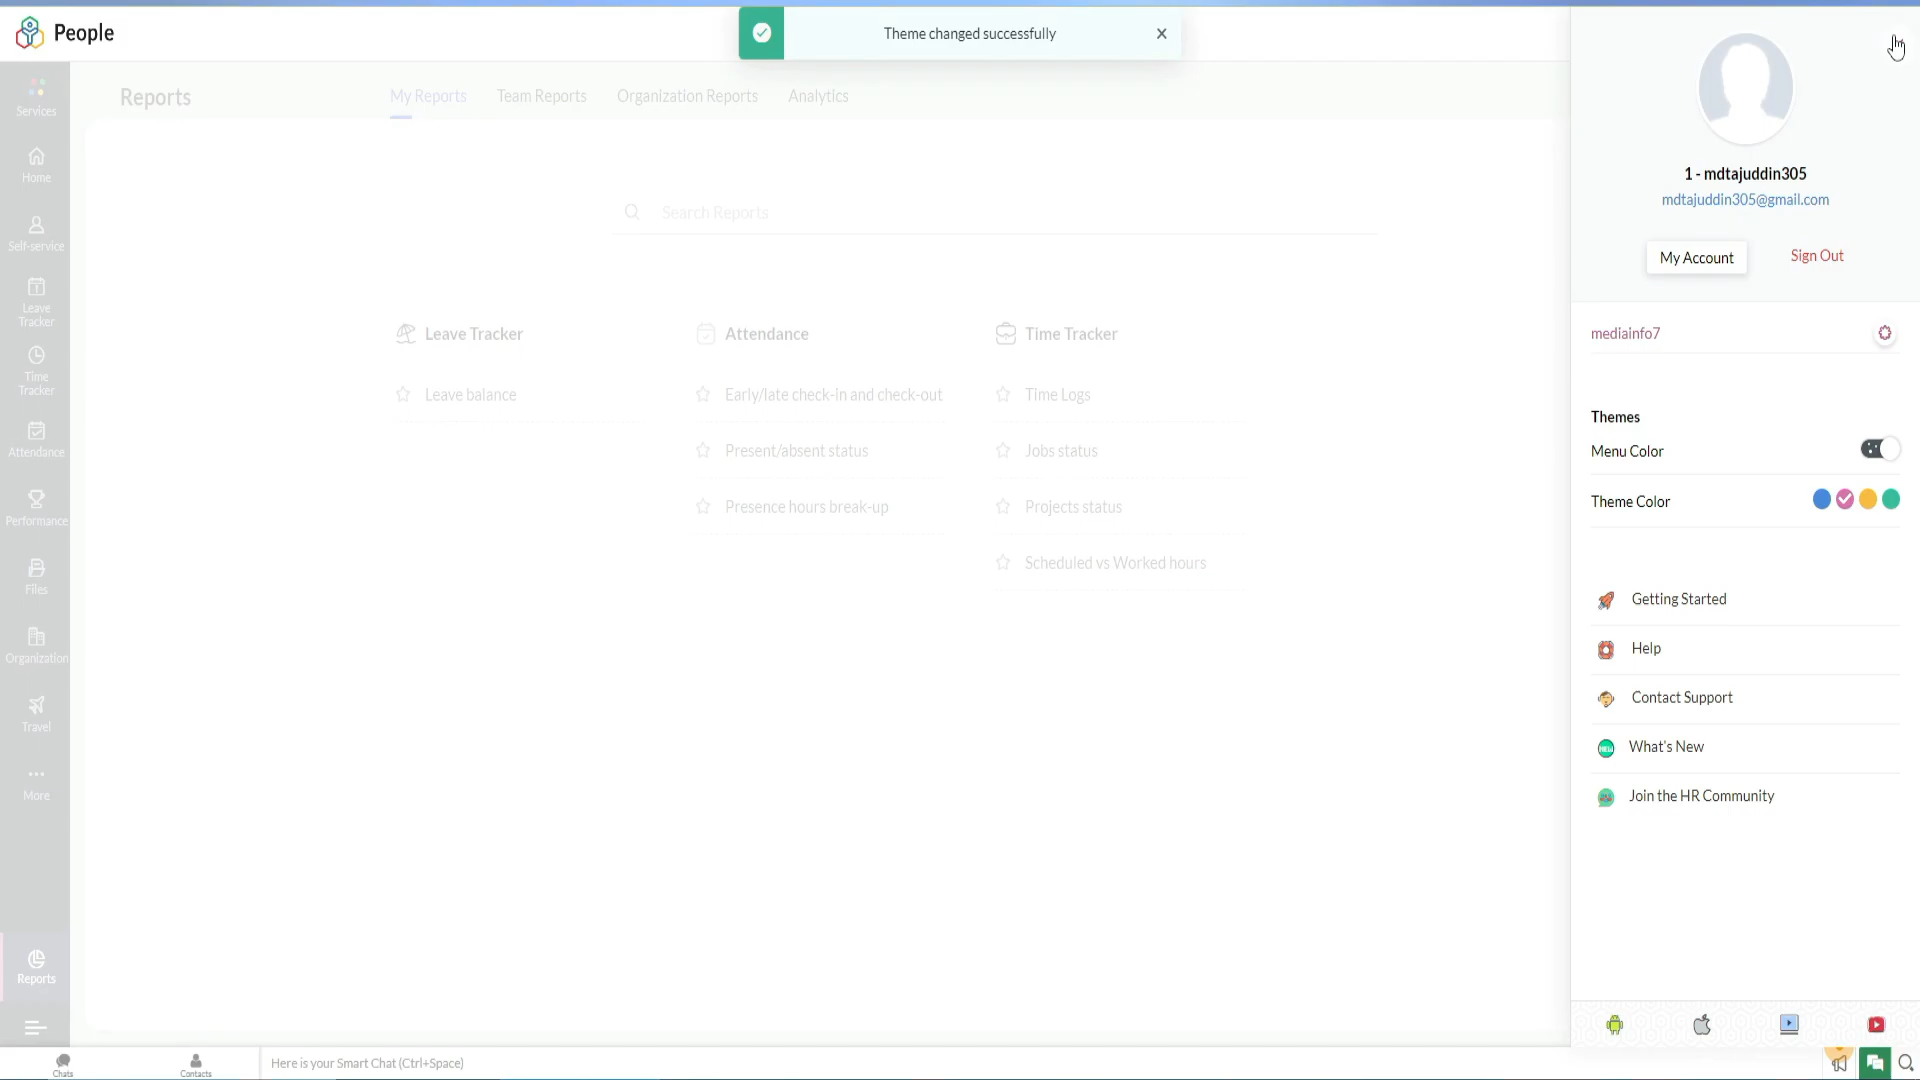 People
Theme changed successfully
Reports
My Reports
Team Reports
Organization Reports
Analytics
Services
Home
Self-service
Leave
Tracker
Time
Tracker
Attendance
Performance
Files
Organization
Travel
More
Reports
Search Reports
Leave Tracker
Leave balance
Attendance
Early/late check-in and check-out
Present/absent status
Presence hours break-up
Time Tracker
Time Logs
Jobs status
Projects status
Scheduled vs Worked hours
1 - mdtajuddin305
mdtajuddin305@gmail.com
My Account
Sign Out
mediainfo7
Themes
Menu Color
Theme Color
Getting Started
Help
Contact Support
What's New
Join the HR Community
Chats
Contacts
Here is your Smart Chat (Ctrl+Space)